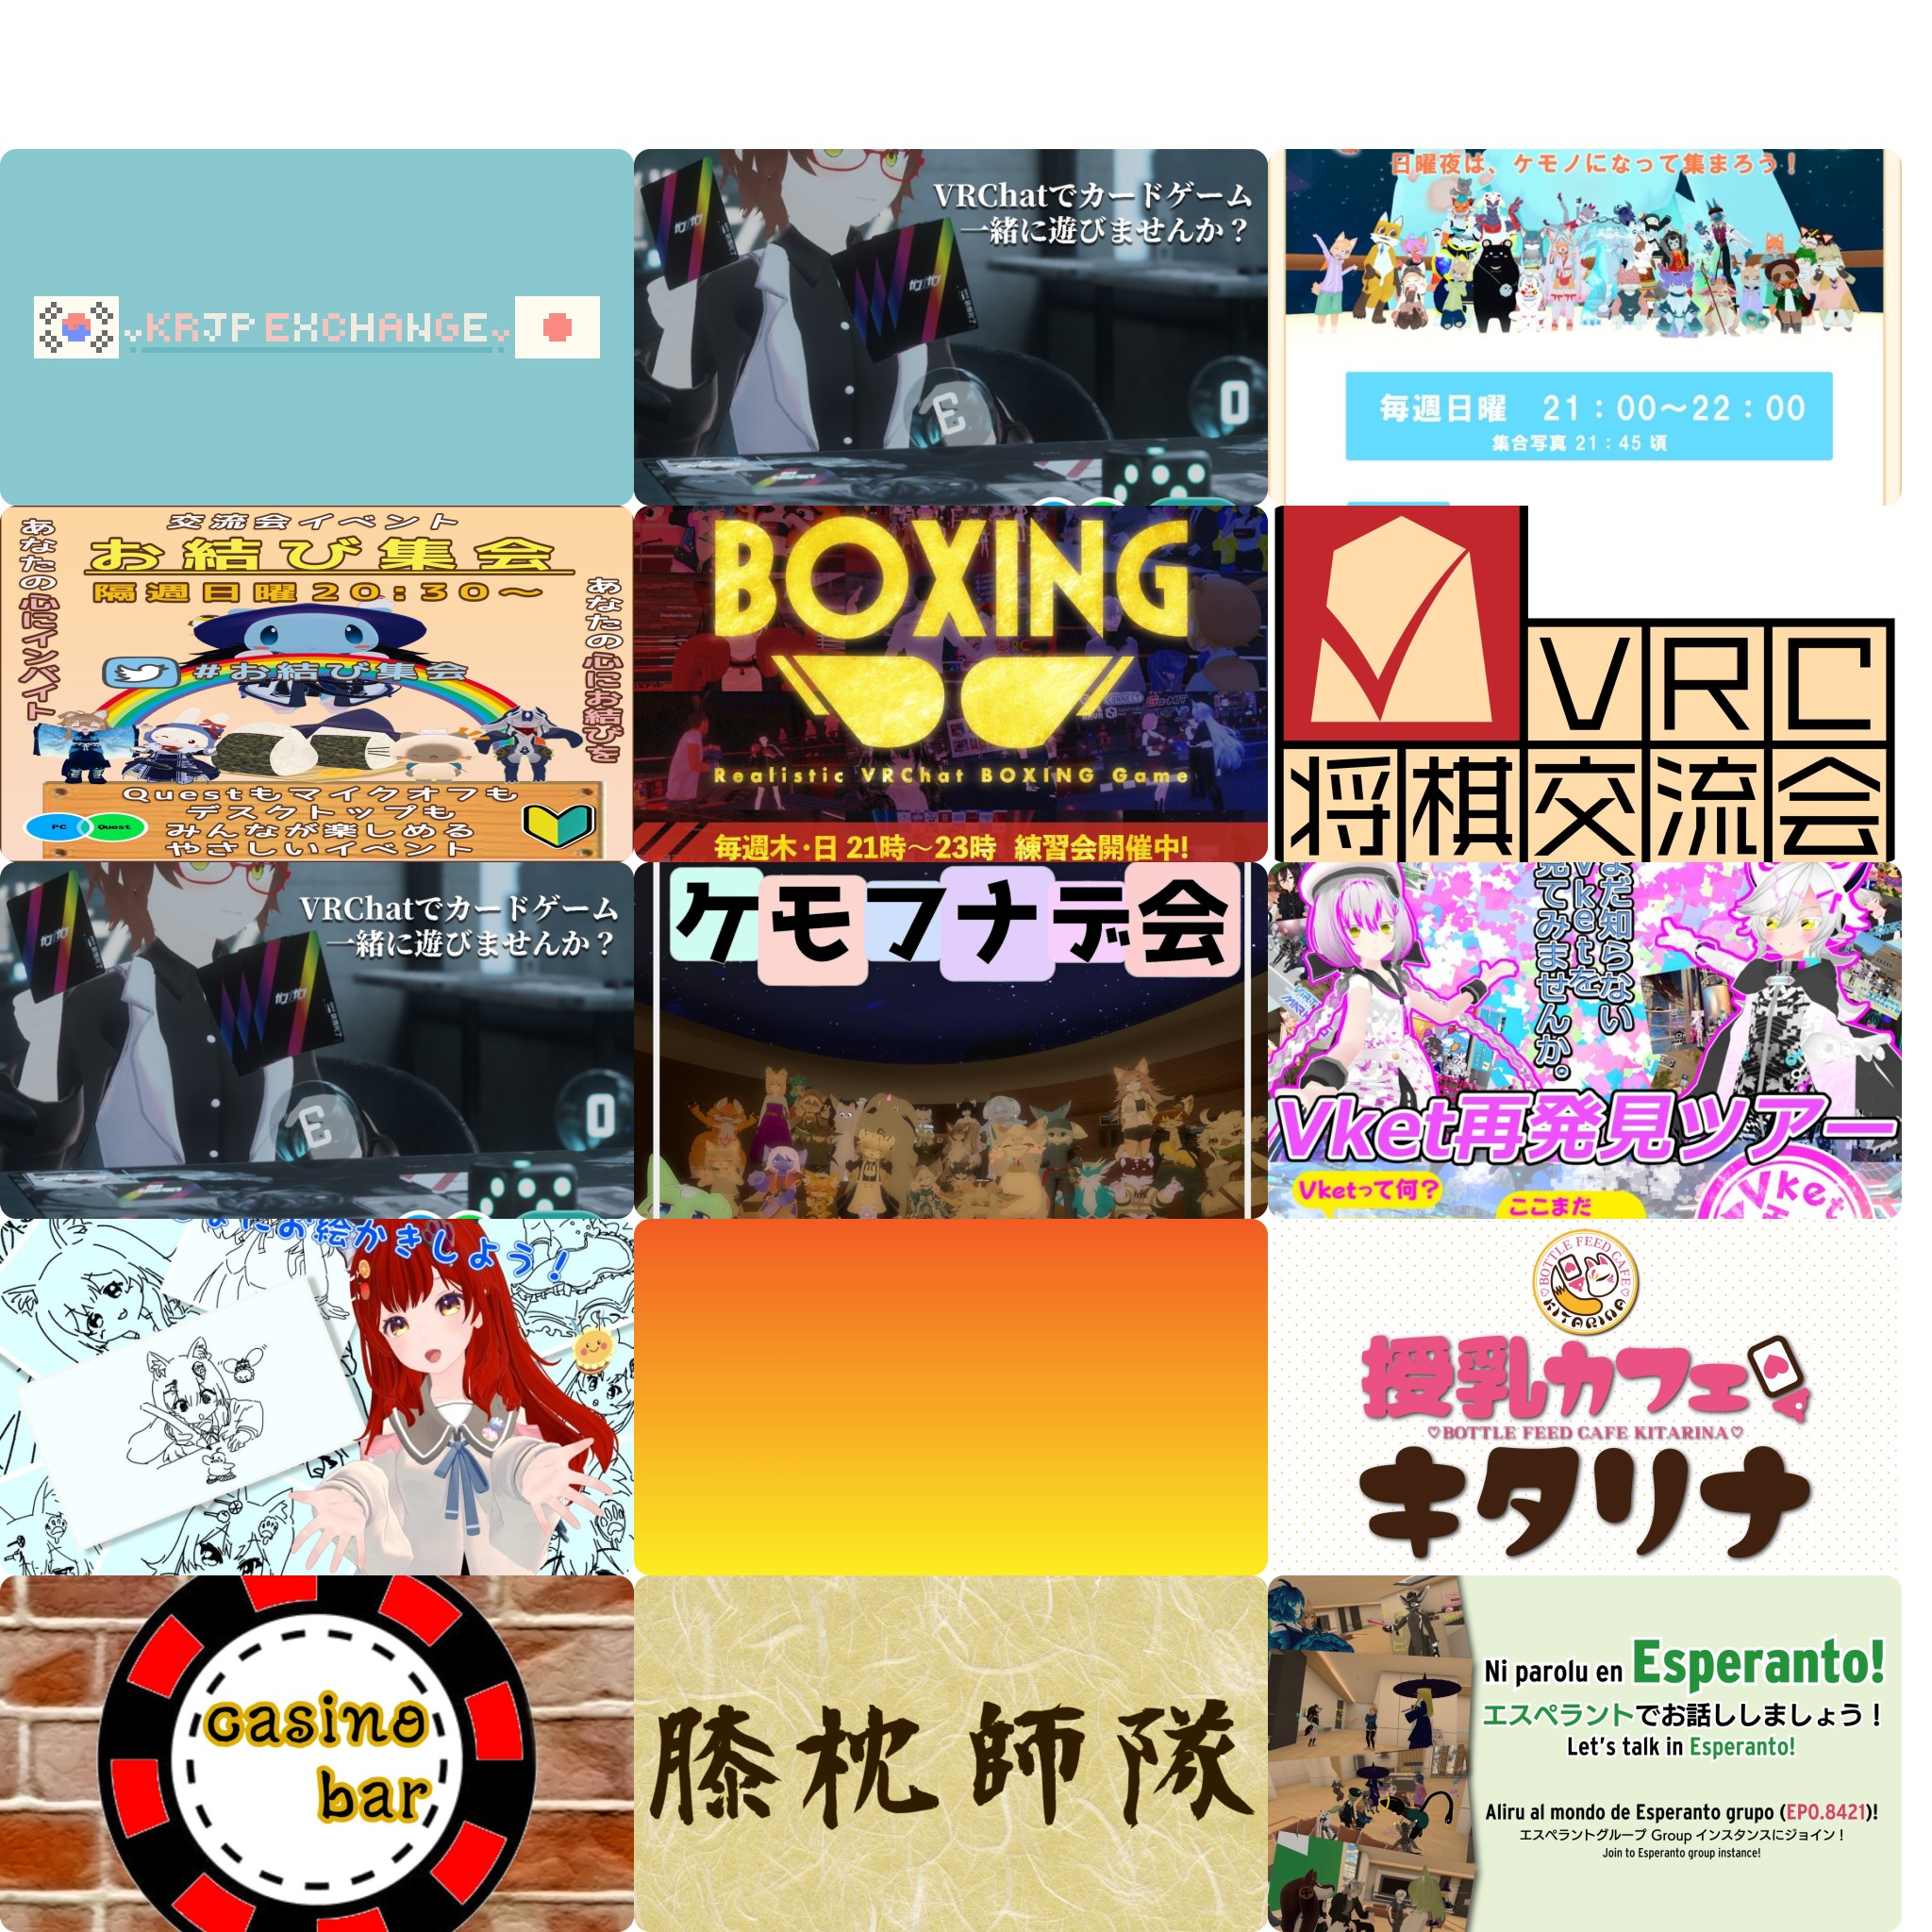 KRJP EXCHANGE
VRChatでカードゲーム
一緒に遊びませんか?
E
O
日曜夜は、ケモノになって集まろう!
毎週日曜 21:00~22:00
集合写真 21:45 頃
交流会イベント
お結び集会
隔週日曜20:30~
あなたの心にインバイト
あなたの心にお結びを
#お結び集会
Questもマイクオフも
デスクトップも
みんなが楽しめる
やさしいイベント
PC Quest
BOXING
Realistic VRChat BOXING Game
毎週木・日 21時~23時 練習会開催中!
VRC
将棋交流会
VRChatでカードゲーム
一緒に遊びませんか?
E
O
ケモフナデ会
まだ知らない
Vketを
見てみませんか。
Vket再発見ツアー
Vketって何?
ここまだ
Vket
お絵かきしよう!
BOTTLE FEED CAFE
KITARINA
授乳カフェ
♡BOTTLE FEED CAFE KITARINA♡
キタリナ
casino
bar
膝枕師隊
Ni parolu en Esperanto!
エスペラントでお話ししましょう!
Let's talk in Esperanto!
Aliru al mondo de Esperanto grupo (EPO.8421)!
エスペラントグループ Group インスタンスにジョイン!
Join to Esperanto group instance!